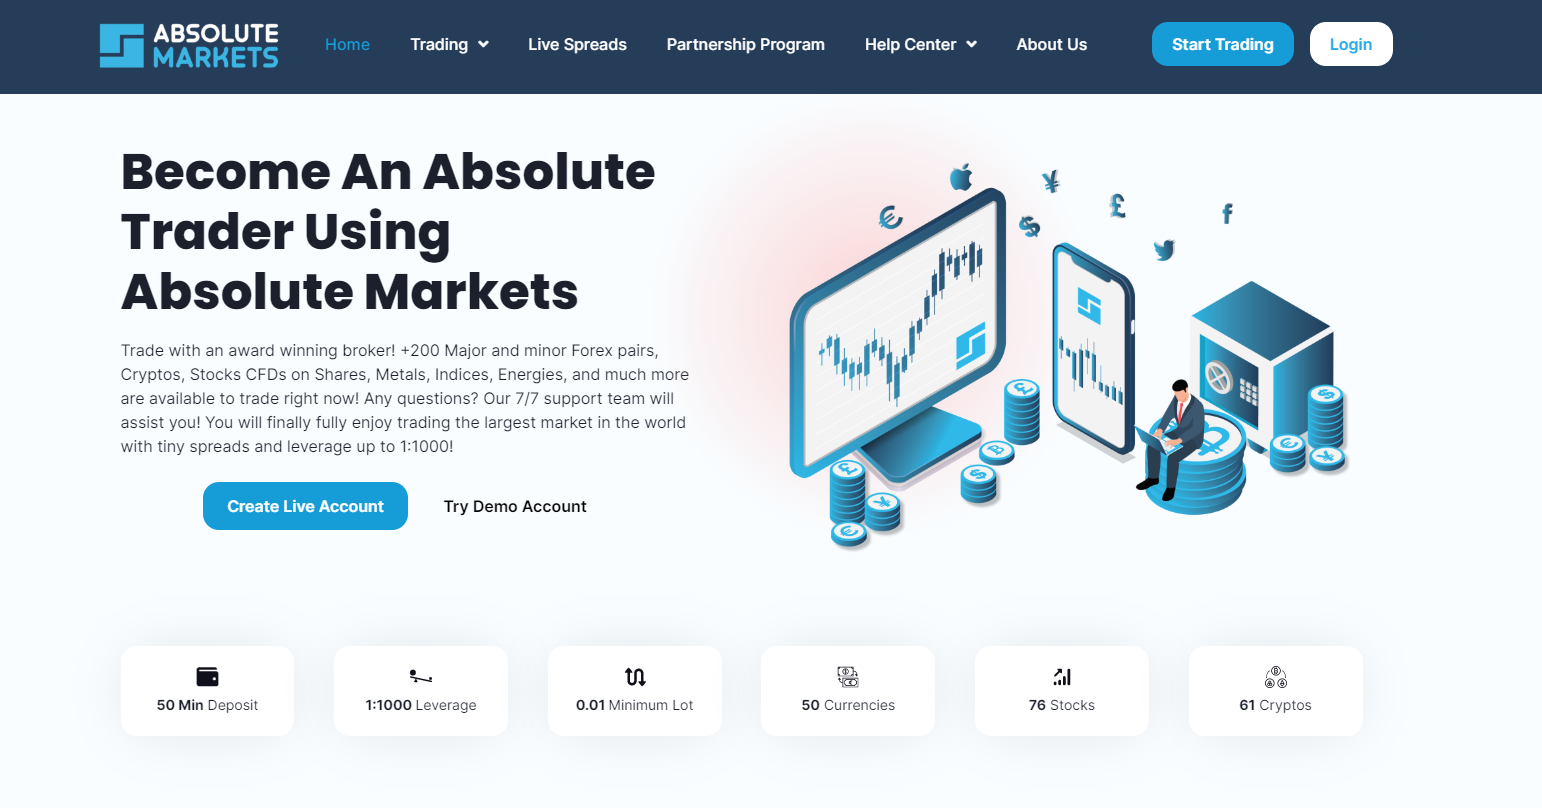 ABSOLUTE
MARKETS
Home
Trading
Live Spreads
Partnership Program
Help Center
About Us
Start Trading
Login
Become An Absolute
Trader Using
Absolute Markets
Trade with an award winning broker! +200 Major and minor Forex pairs,
Cryptos, Stocks CFDs on Shares, Metals, Indices, Energies, and much more
are available to trade right now! Any questions? Our 7/7 support team will
assist you! You will finally fully enjoy trading the largest market in the world
with tiny spreads and leverage up to 1:1000!
Create Live Account
Try Demo Account
50 Min Deposit
1:1000 Leverage
0.01 Minimum Lot
50 Currencies
76 Stocks
61 Cryptos